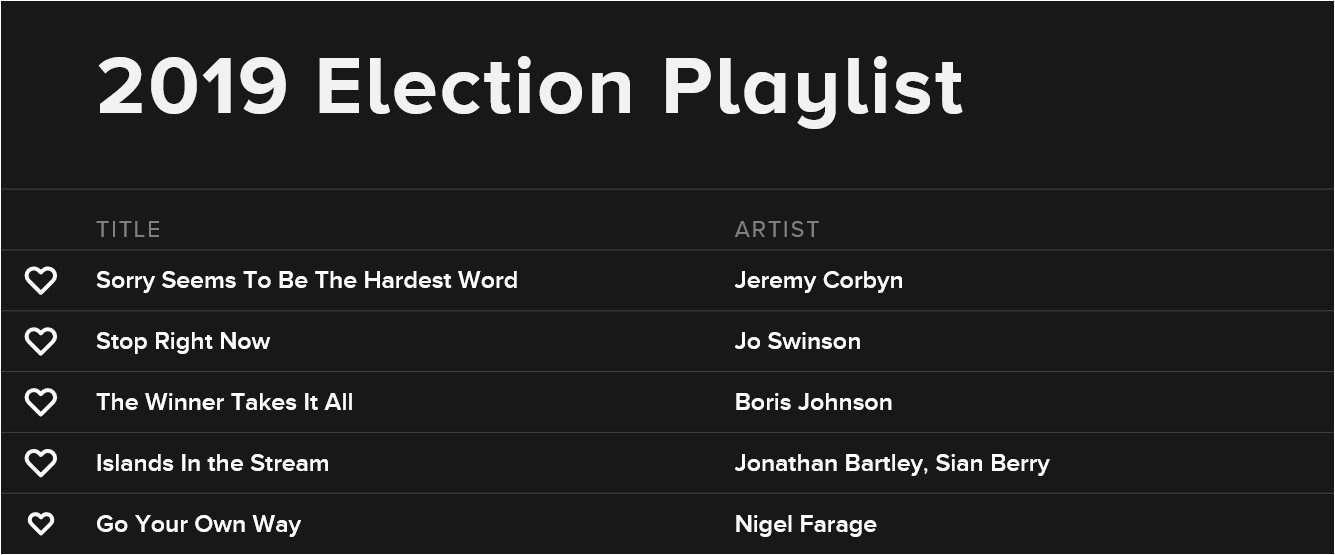 2019 Election Playlist
TITLE ARTIST
Sorry Seems To Be The Hardest Word Jeremy Corbyn
Stop Right Now Jo Swinson
The Winner Takes It All Boris Johnson
Islands In the Stream Jonathan Bartley, Sian Berry
Go Your Own Way Nigel Farage